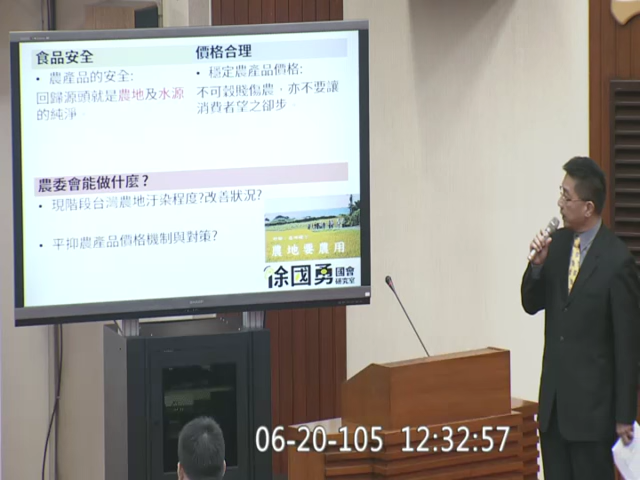 食品安全
價格合理
• 農產品的安全:
回歸源頭就是農地及水源
的純淨。
• 穩定農產品價格:
不可穀賤傷農，亦不要讓
消費者望之卻步。
農委會能做什麼？
• 現階段台灣農地汙染程度?改善狀況?
• 平抑農產品價格機制與對策?
農地要農用
徐國勇國會
研究室
06-20-105 12:32:57